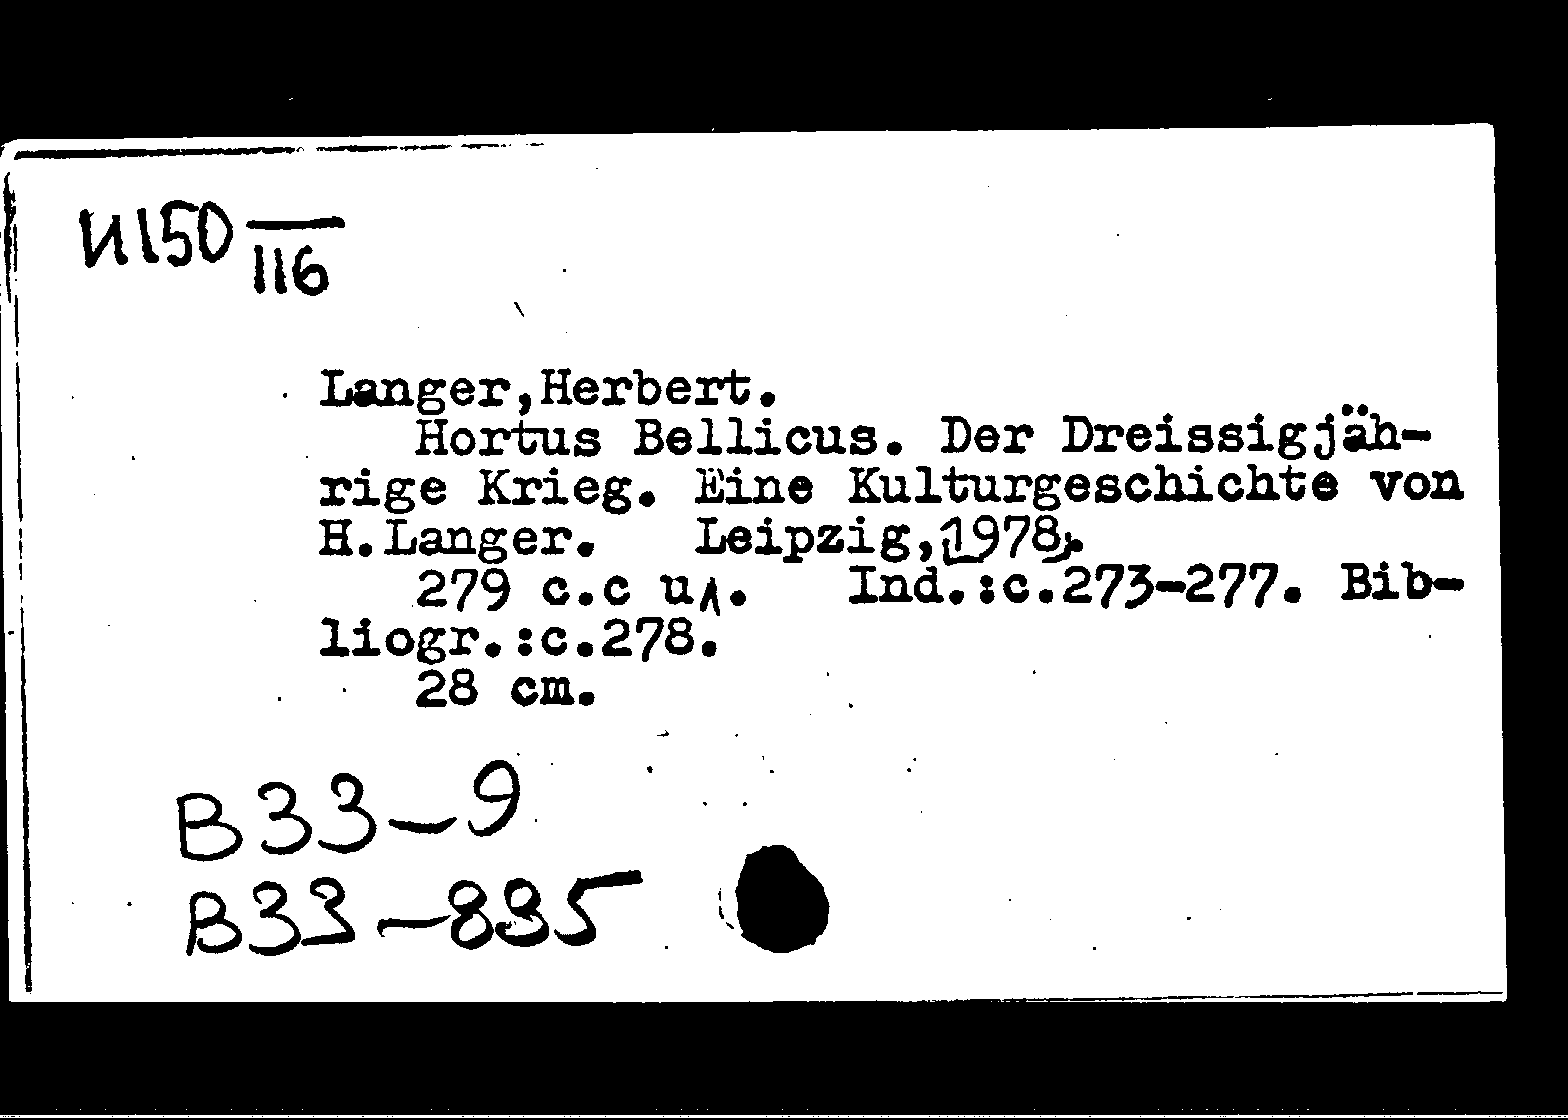 И150 —
116
Langer,Herbert.
Hortus Bellicus. Der Dreissigjäh-
rige Krieg. Eine Kulturgeschichte von
H.Langer. Leipzig,[1978].
279 c.c ил. Ind.:c.273-277. Bib-
liogr.:c.278.
28 cm.
B33-9
B33-835